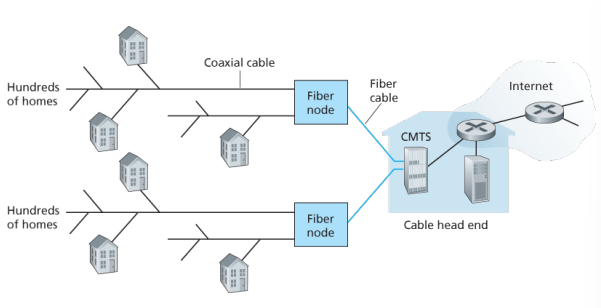 Coaxial cable
Hundreds
of homes
Fiber
node
Fiber
cable
Internet
CMTS
Hundreds
of homes
Fiber
node
Cable head end